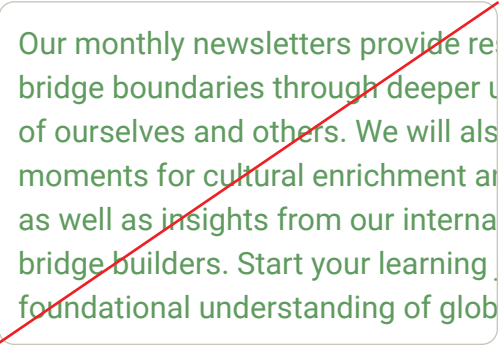 Our monthly newsletters provide re
bridge boundaries through deeper
of ourselves and others. We will als
moments for cultural enrichment
as well as insights from our interna
bridge builders. Start your learning
foundational understanding of glob